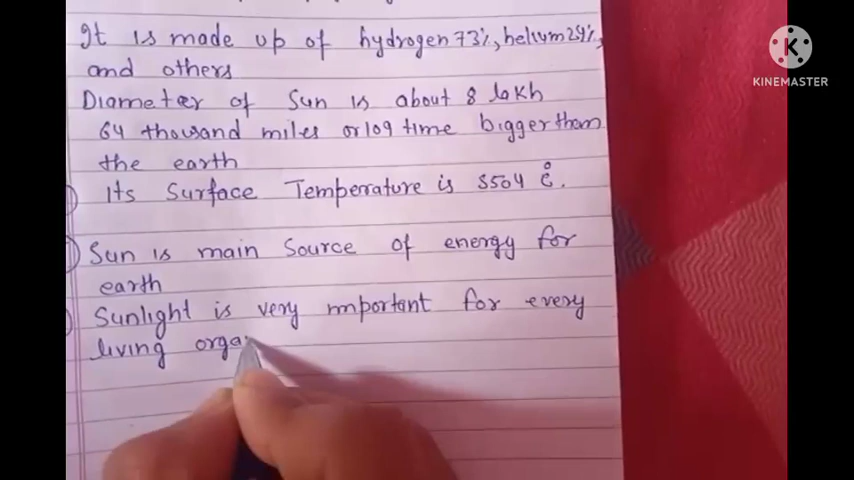 It is made up of hydrogen 73%, helium 29%,
and others
Diameter of Sun is about 8 lakh
64 thousand miles or 109 time bigger than
the earth
Its Surface Temperature is 5504 °C.
Sun is main Source of energy for
earth
Sunlight is very important for every
living orga
K
KINEMASTER